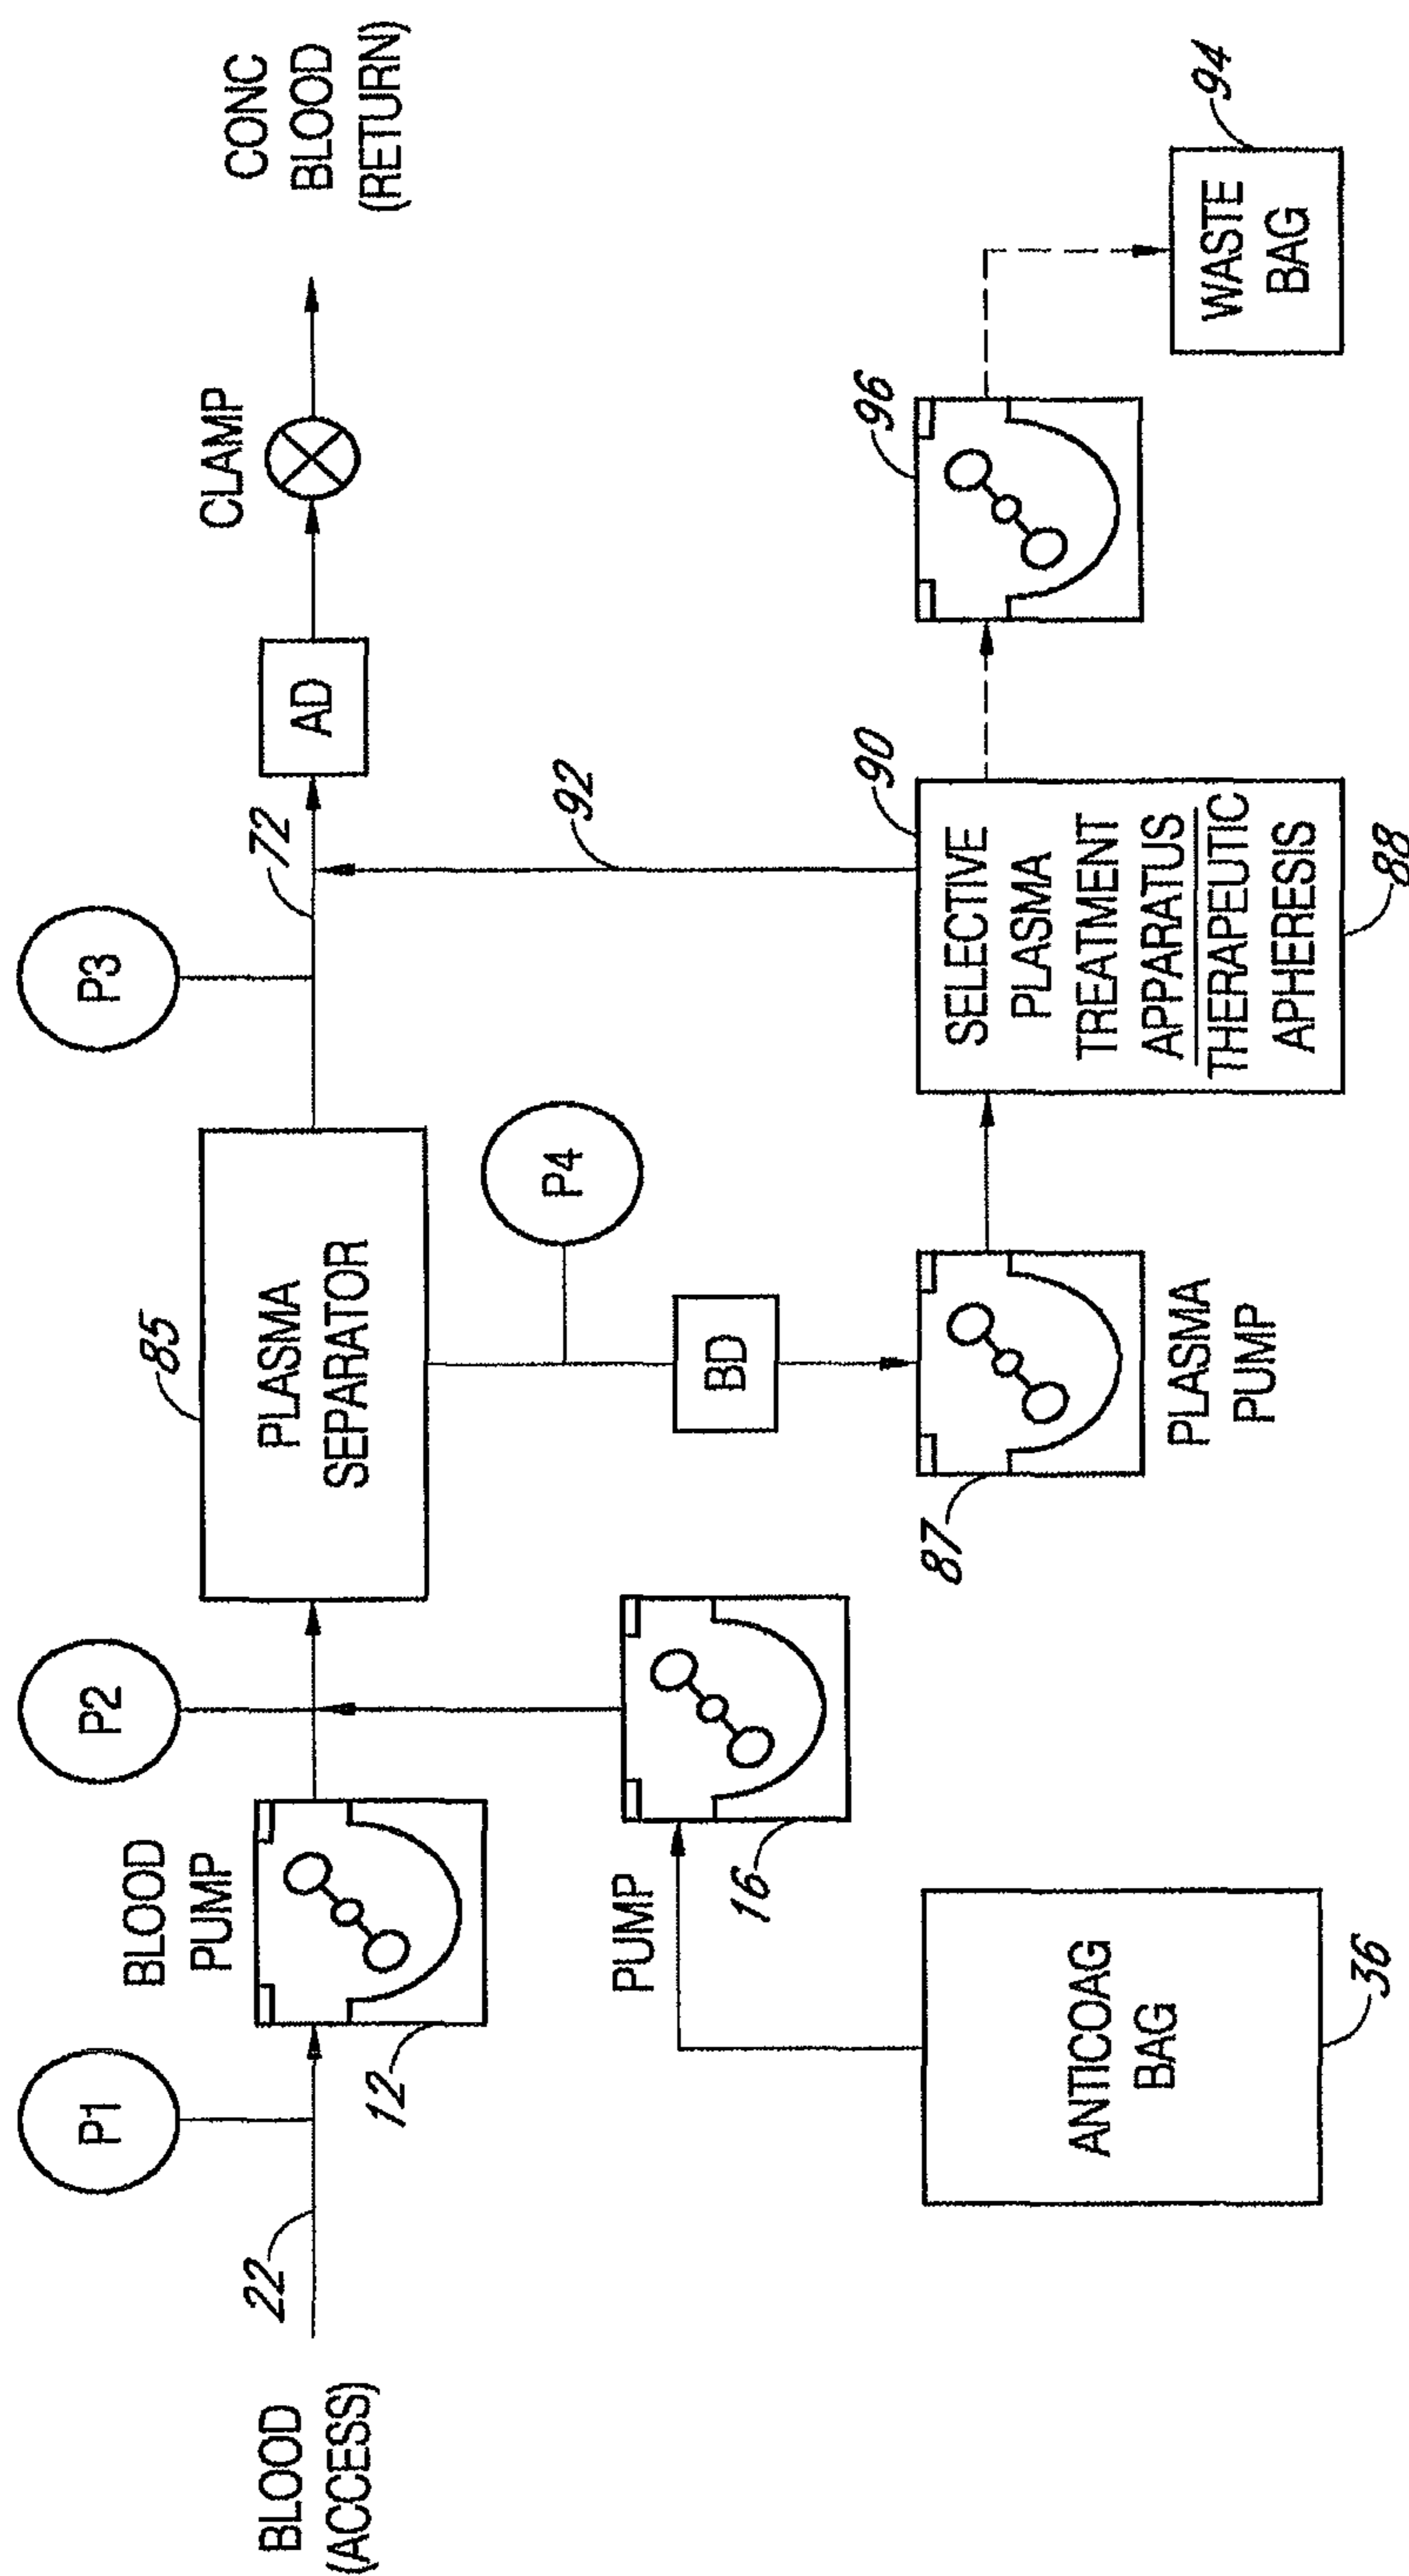 P1
P2
P3
BLOOD
PUMP
85
72
CLAMP
CONC
BLOOD
(RETURN)
22
BLOOD
(ACCESS)
12
PLASMA
SEPARATOR
AD
P4
92
PUMP
16
BD
87
PLASMA
PUMP
90
SELECTIVE
PLASMA
TREATMENT
APPARATUS
THERAPEUTIC
APHERESIS
88
96
94
WASTE
BAG
ANTICOAG
BAG
36